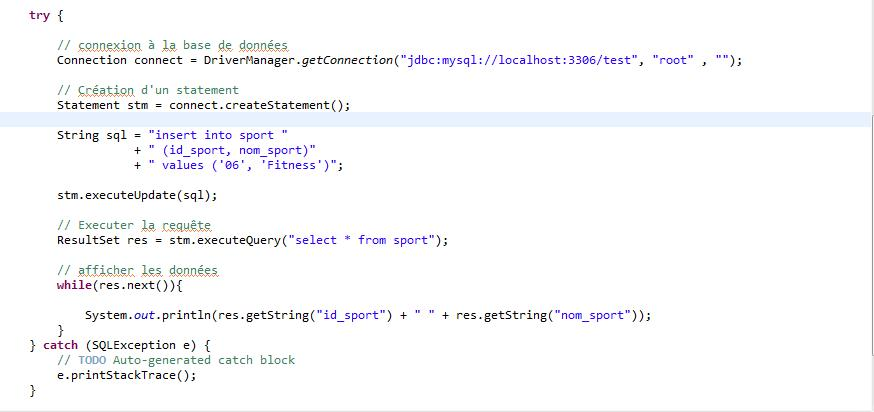 try {
// connexion à la base de données
Connection connect = DriverManager.getConnection("jdbc:mysql://localhost:3306/test", "root" , "");
// Création d'un statement
Statement stm = connect.createStatement();
String sql = "insert into sport "
+ " (id_sport, nom_sport)"
+ " values ('06', 'Fitness')";
stm.executeUpdate(sql);
// Executer la requête
ResultSet res = stm.executeQuery("select * from sport");
// afficher les données
while(res.next()){
System.out.println(res.getString("id_sport") + " " + res.getString("nom_sport"));
}
} catch (SQLException e) {
// TODO Auto-generated catch block
e.printStackTrace();
}